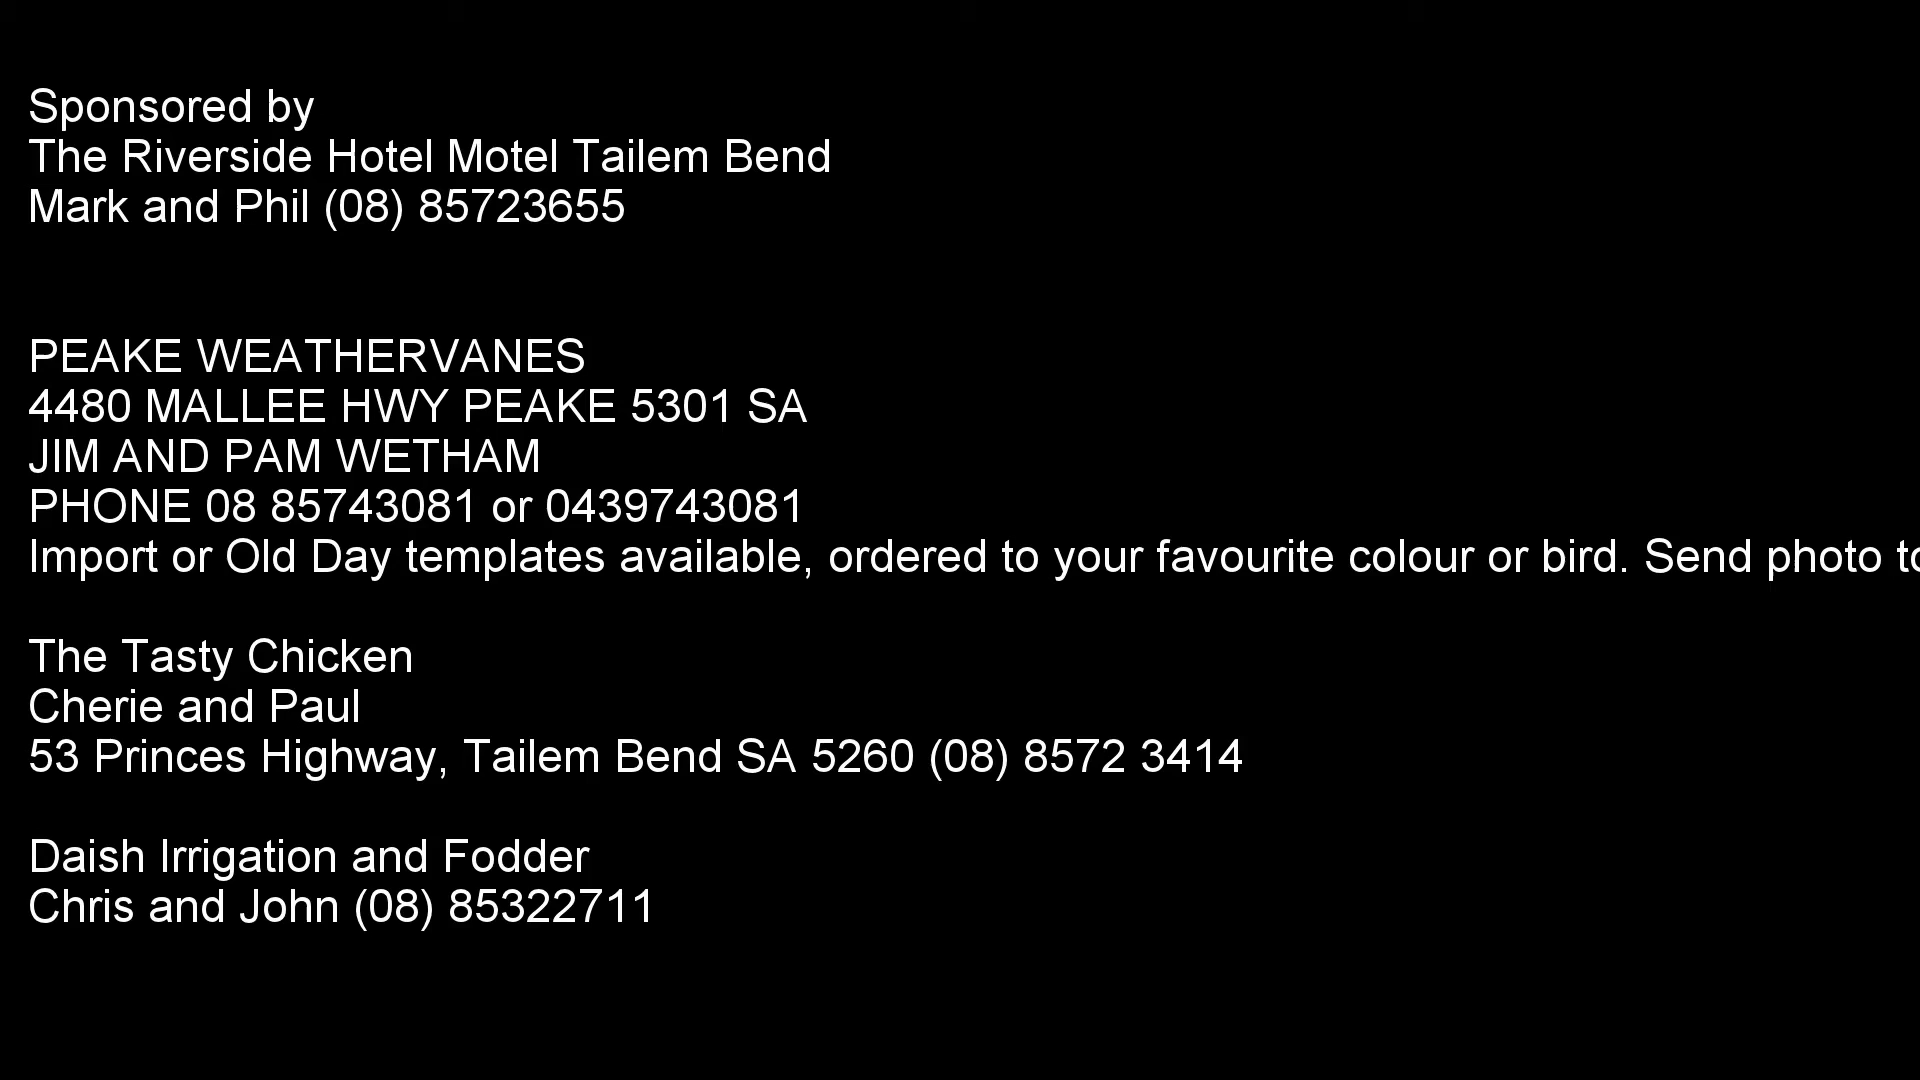 Sponsored by
The Riverside Hotel Motel Tailem Bend
Mark and Phil (08) 85723655
PEAKE WEATHERVANES
4480 MALLEE HWY PEAKE 5301 SA
JIM AND PAM WETHAM
PHONE 08 85743081 or 0439743081
Import or Old Day templates available, ordered to your favourite colour or bird. Send photo
The Tasty Chicken
Cherie and Paul
53 Princes Highway, Tailem Bend SA 5260 (08) 8572 3414
Daish Irrigation and Fodder
Chris and John (08) 85322711